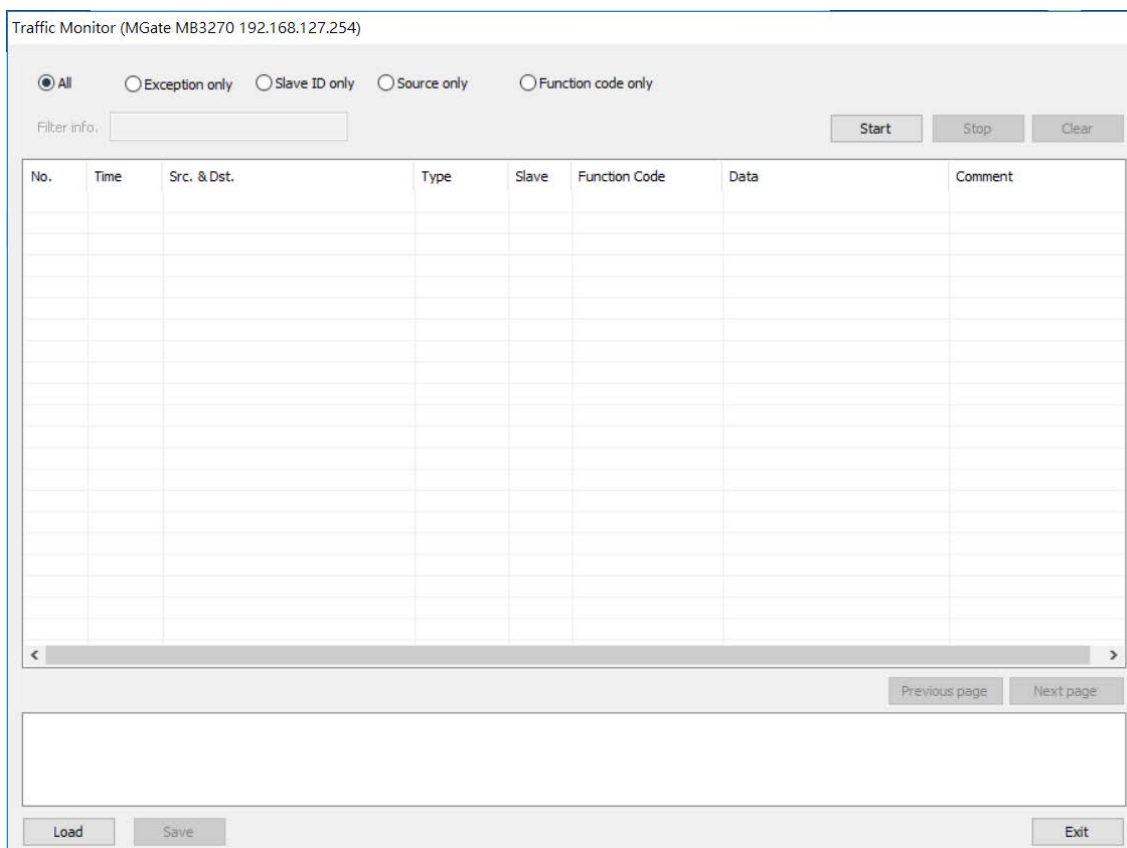 Traffic Monitor (MGate MB3270 192.168.127.254)
All Exception only Slave ID only Source only Function code only
Filter info. Start Stop Clear
No. Time Src. & Dst. Type Slave Function Code Data Comment
Previous page Next page
Load Save Exit